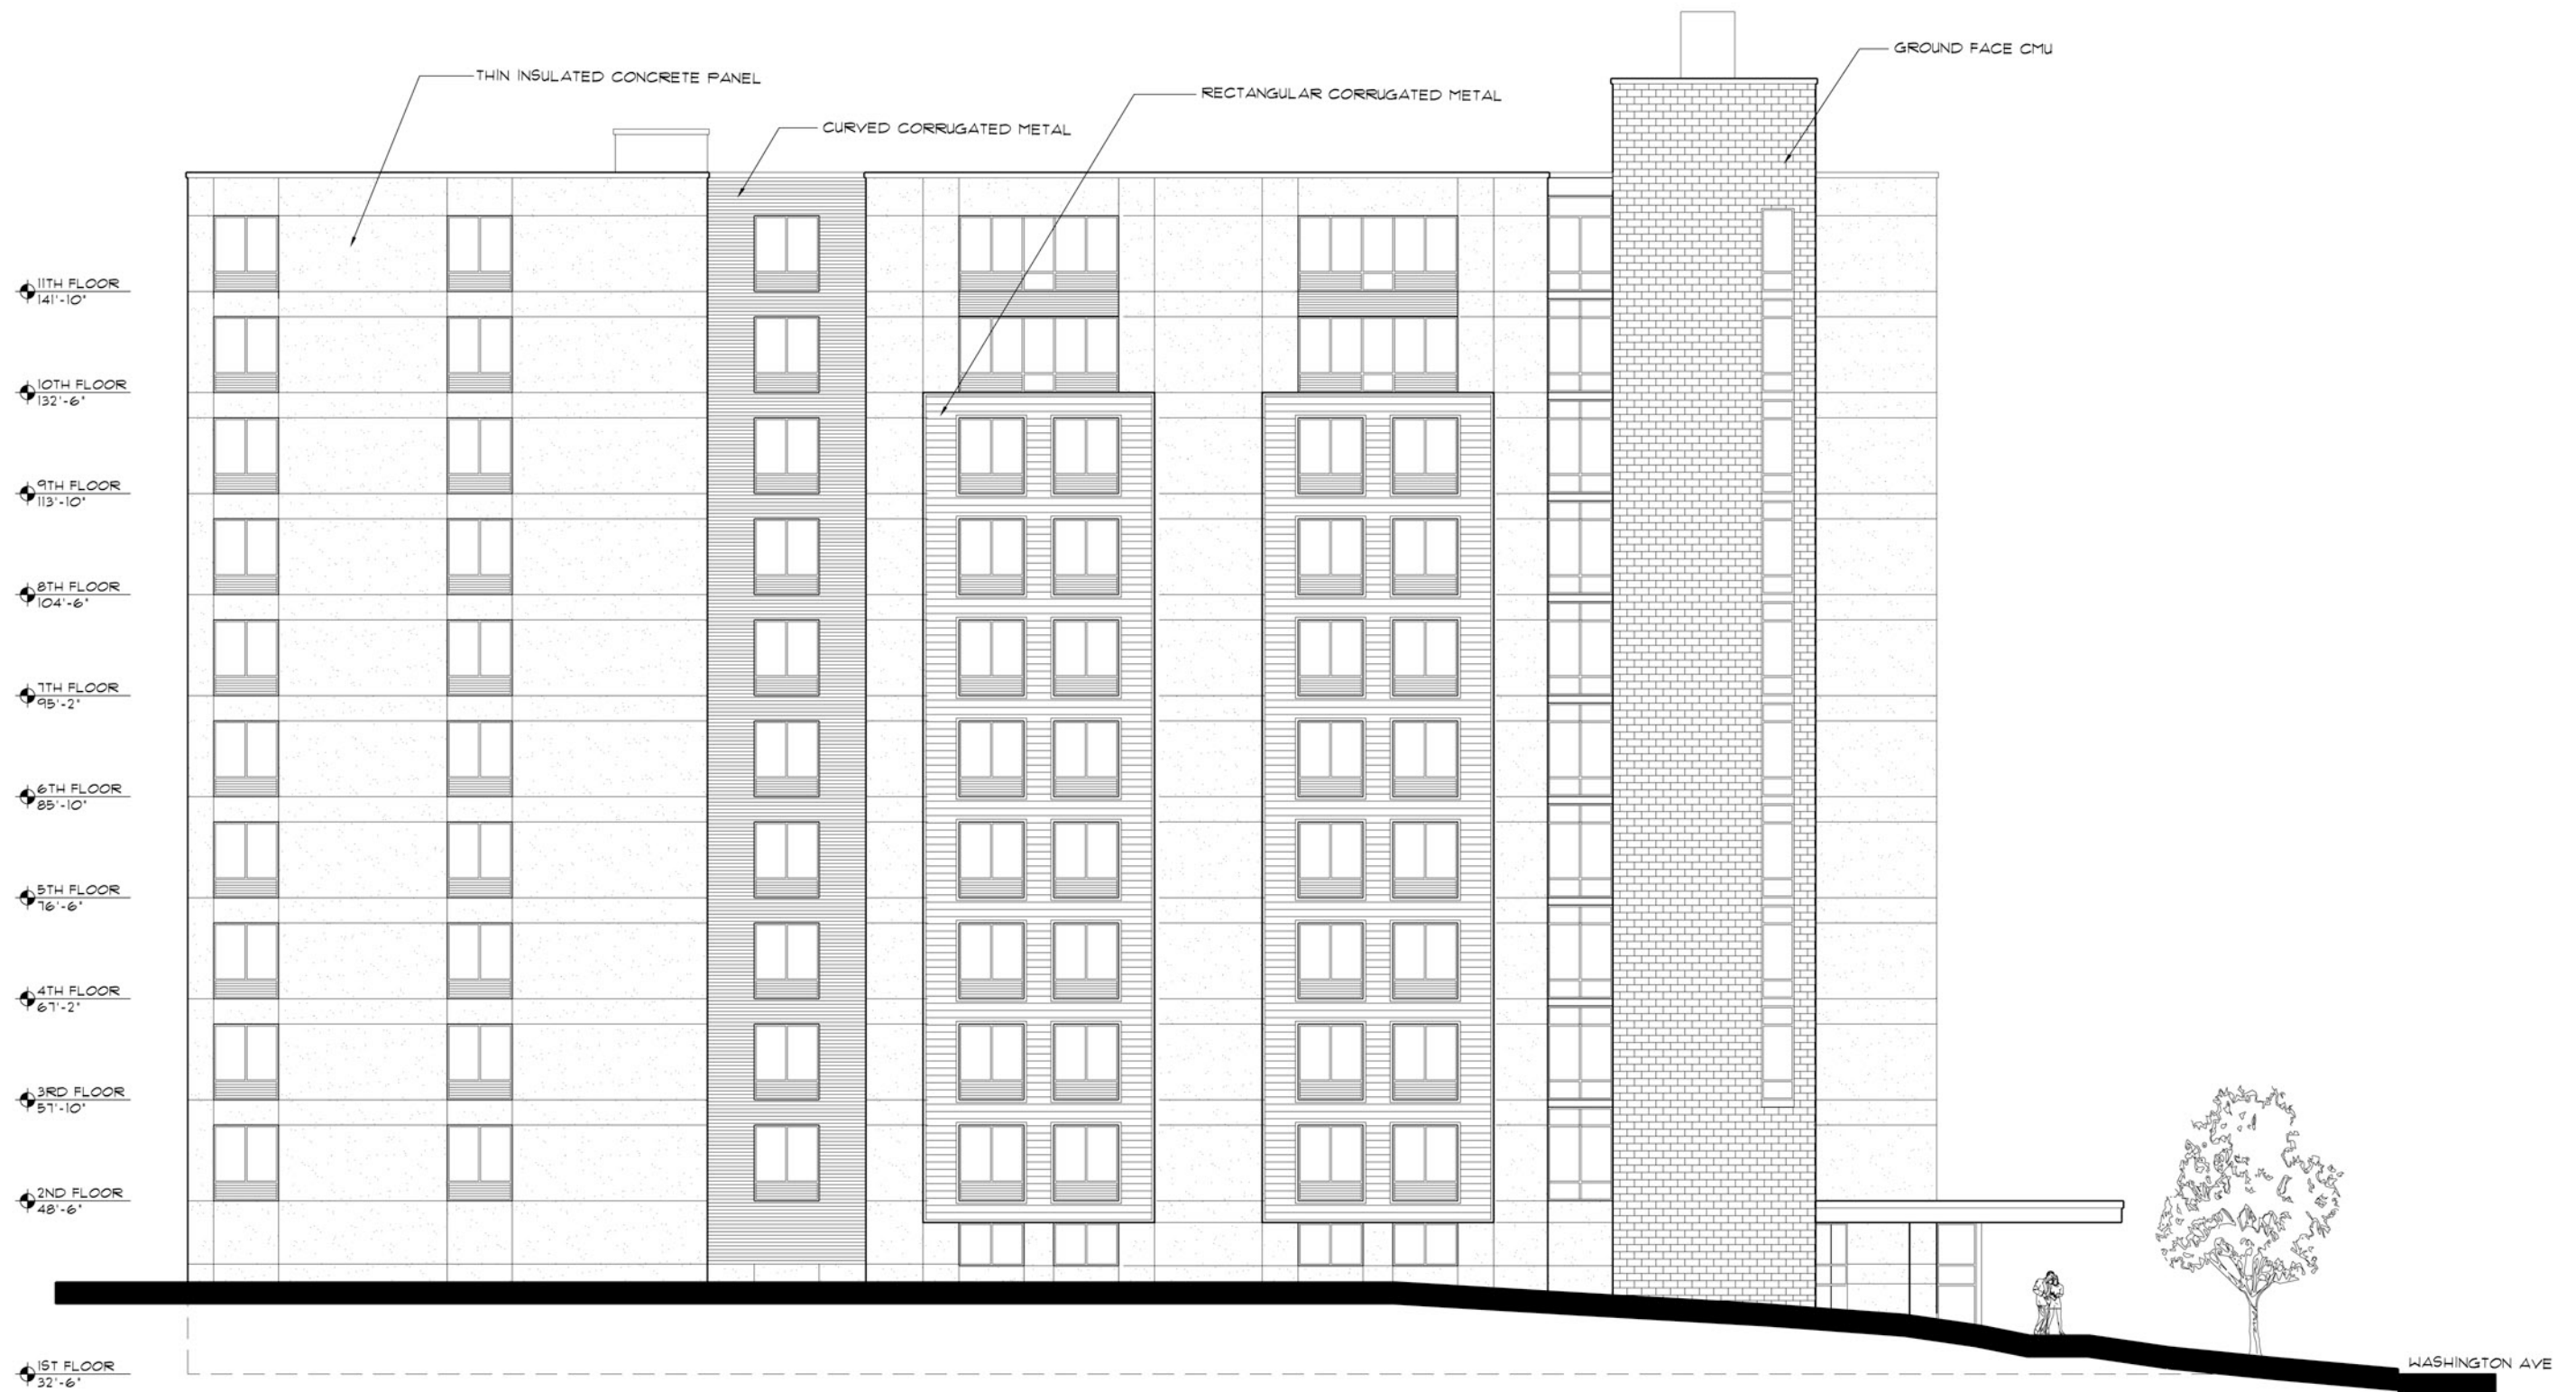 GROUND FACE CMU
THIN INSULATED CONCRETE PANEL
RECTANGULAR CORRUGATED METAL
CURVED CORRUGATED METAL
11TH FLOOR
141'-10"
10TH FLOOR
132'-6"
9TH FLOOR
113'-10"
8TH FLOOR
104'-6"
7TH FLOOR
95'-2"
6TH FLOOR
85'-10"
5TH FLOOR
76'-6"
4TH FLOOR
67'-2"
3RD FLOOR
57'-10"
2ND FLOOR
48'-6"
1ST FLOOR
32'-6"
WASHINGTON AVE